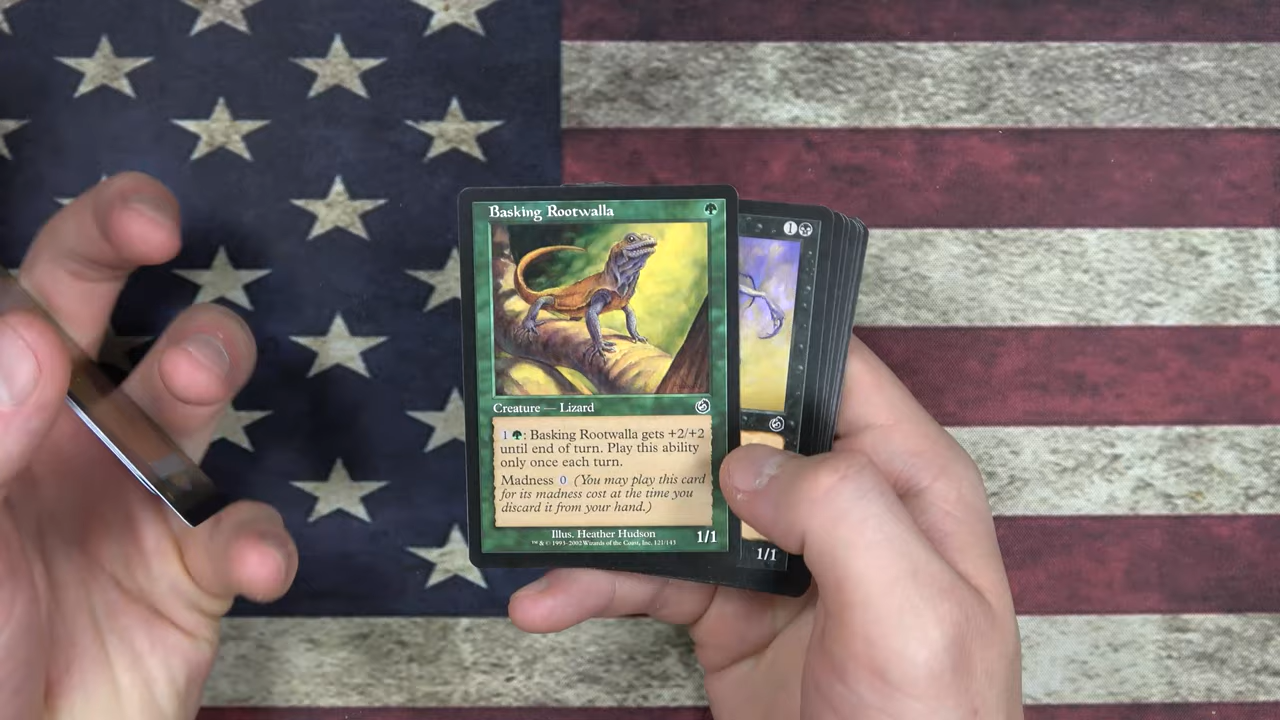 Basking Rootwalla
1
Creature — Lizard
1 : Basking Rootwalla gets +2/+2
until end of turn. Play this ability
only once each turn.
Madness 0 (You may play this card
for its madness cost at the time you
discard it from your hand.)
Illus. Heather Hudson
™ & © 1993-2002 Wizards of the Coast, Inc. 121/143
1/1
1/1